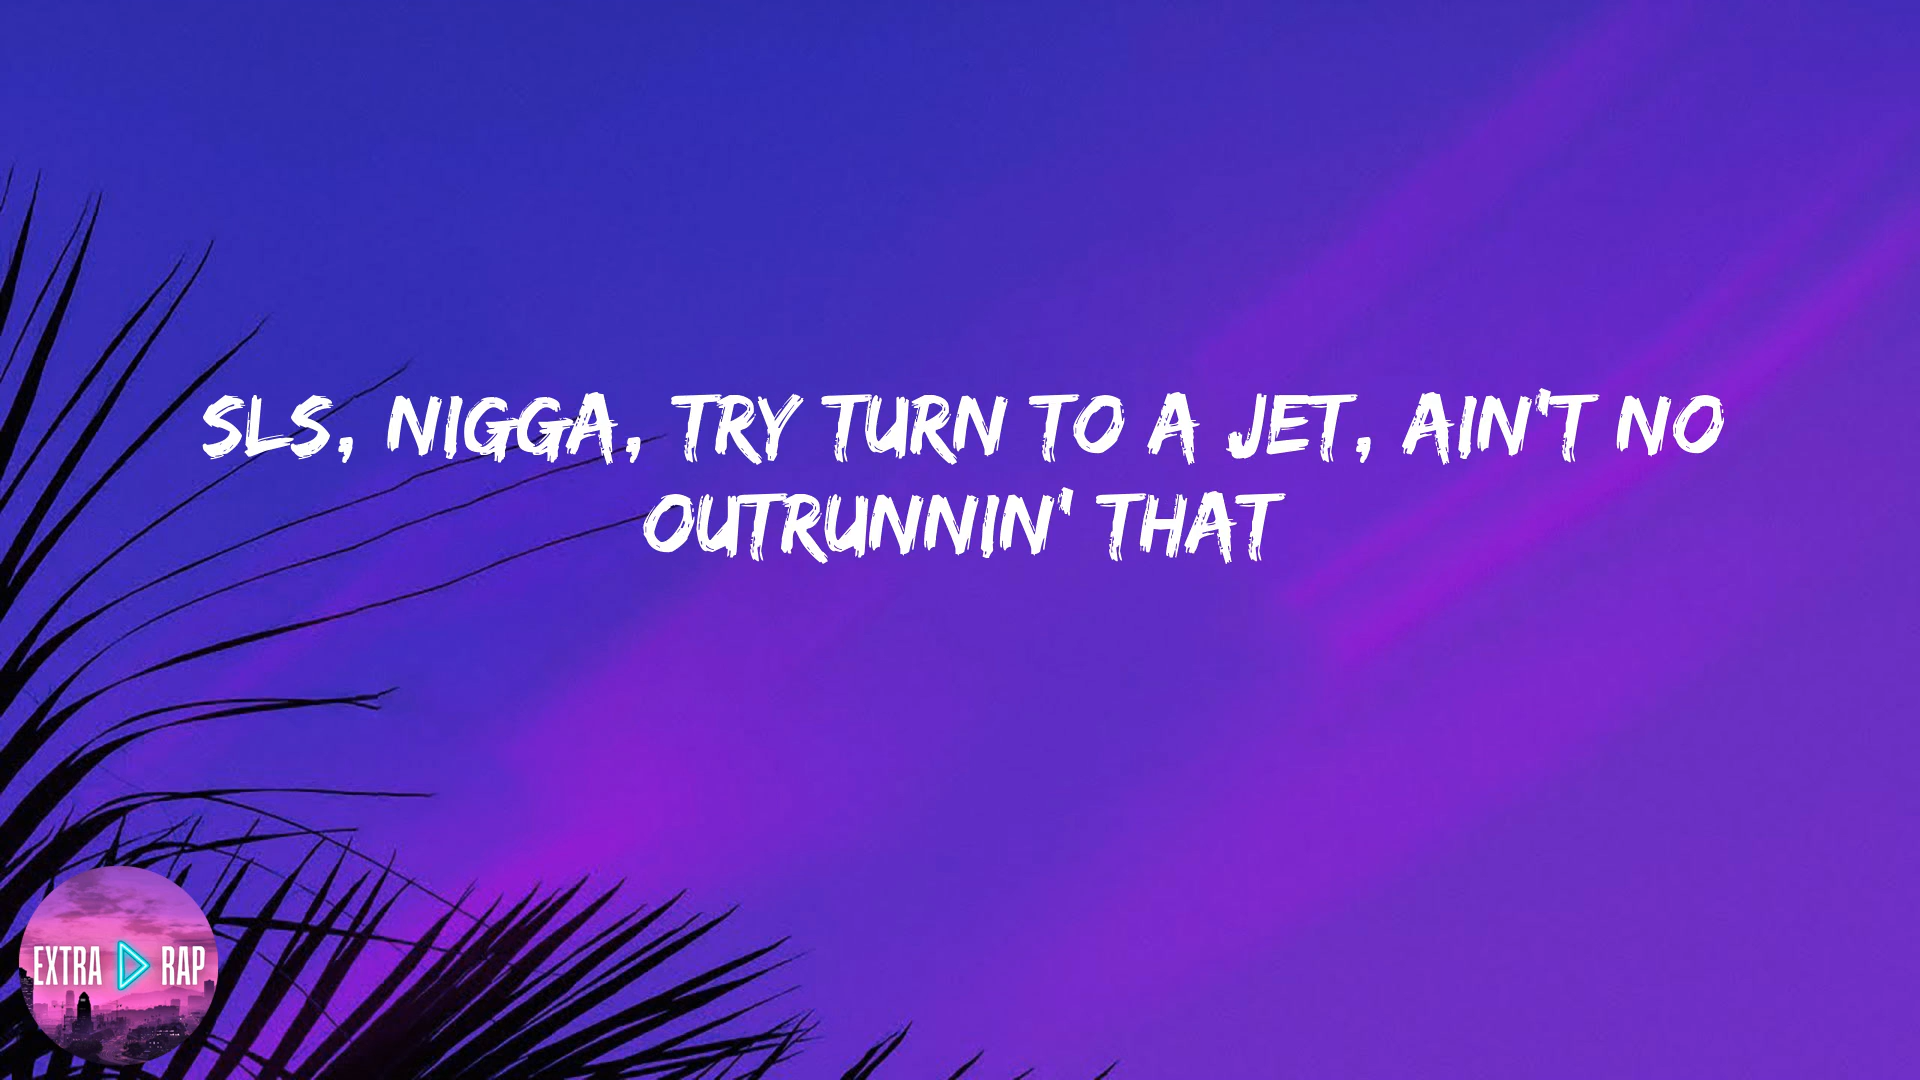 SLS, NIGGA, TRY TURN TO A JET, AIN'T NO
OUTRUNNIN' THAT
EXTRA RAP